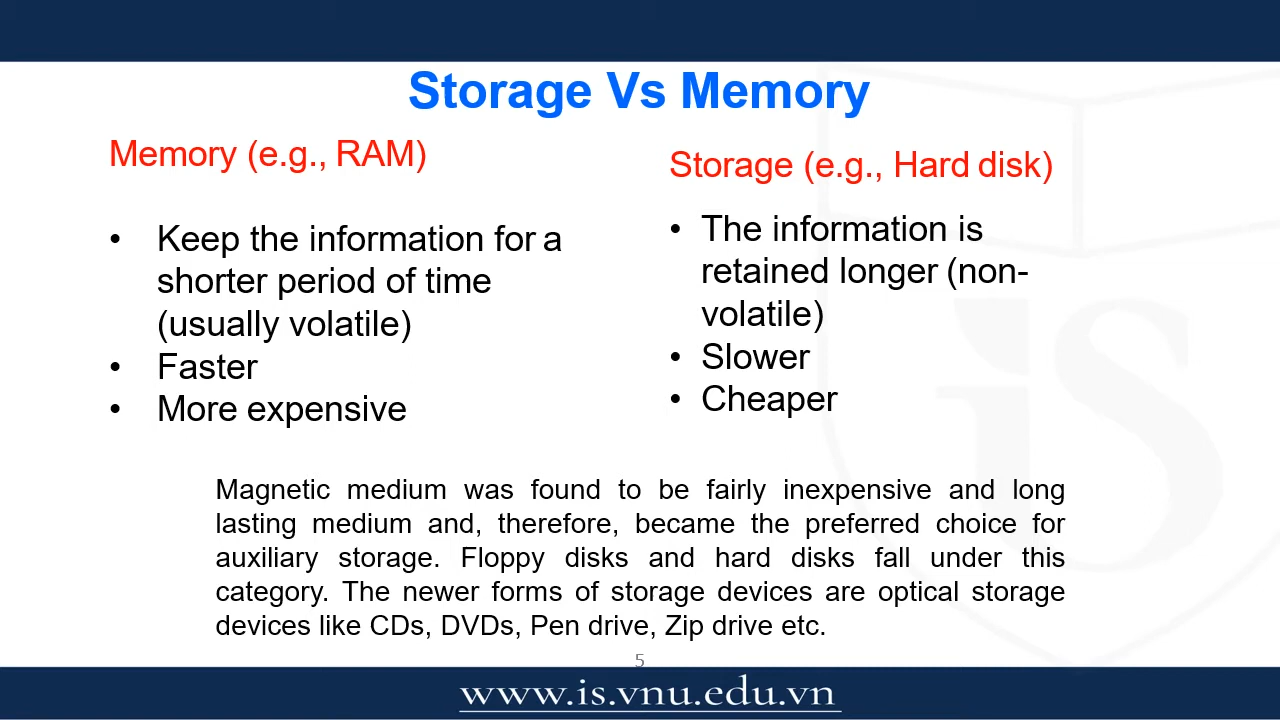 Storage Vs Memory
Memory (e.g., RAM)
• Keep the information for a
shorter period of time
(usually volatile)
• Faster
• More expensive
Storage (e.g., Hard disk)
• The information is
retained longer (non-
volatile)
• Slower
• Cheaper
Magnetic medium was found to be fairly inexpensive and long
lasting medium and, therefore, became the preferred choice for
auxiliary storage. Floppy disks and hard disks fall under this
category. The newer forms of storage devices are optical storage
devices like CDs, DVDs, Pen drive, Zip drive etc.
5
www.is.vnu.edu.vn
iS